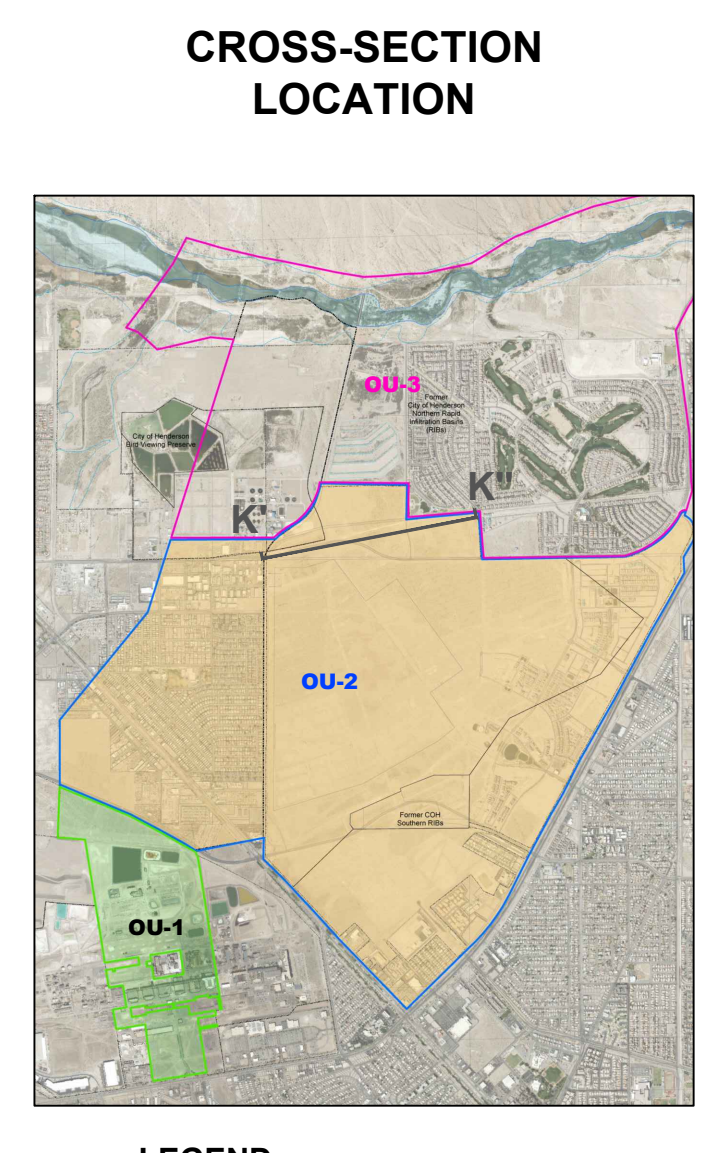 CROSS-SECTION
LOCATION
OU-3
Former
City of Henderson
Northern Rapid
Infiltration Basins
(RIBs)
City of Henderson
Bird Viewing Preserve
K'
K"
OU-2
Former COH
Southern RIBs
OU-1
LEGEND